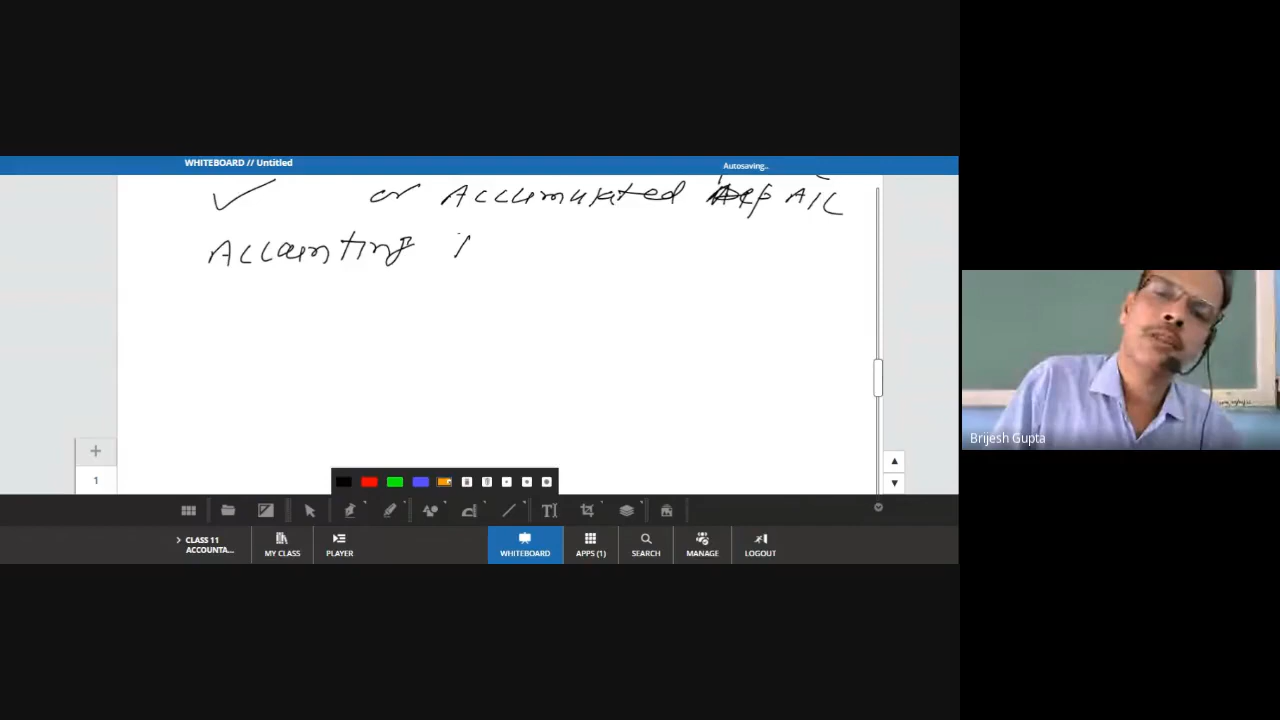 WHITEBOARD // Untitled
Autosaving..
or Accumulated Dep A/C
Accounting i
Brijesh Gupta
1
CLASS 11
ACCOUNTA...
MY CLASS
PLAYER
WHITEBOARD
APPS (1)
SEARCH
MANAGE
LOGOUT